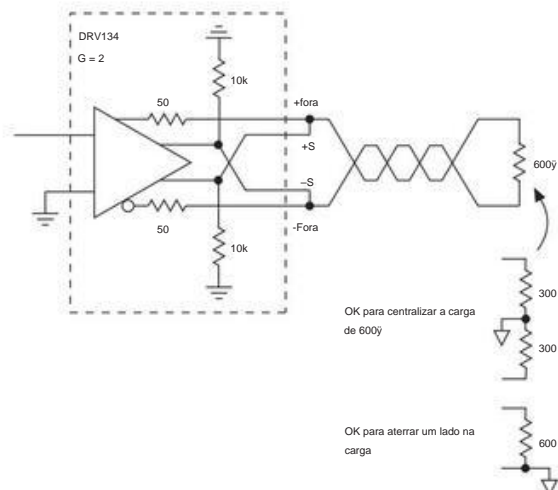 DRV134
G = 2
10k
50
+fora
+S
600ÿ
–S
-Fora
50
10k
300
OK para centralizar a carga
de 600ÿ
300
OK para aterrar um lado na
carga
600